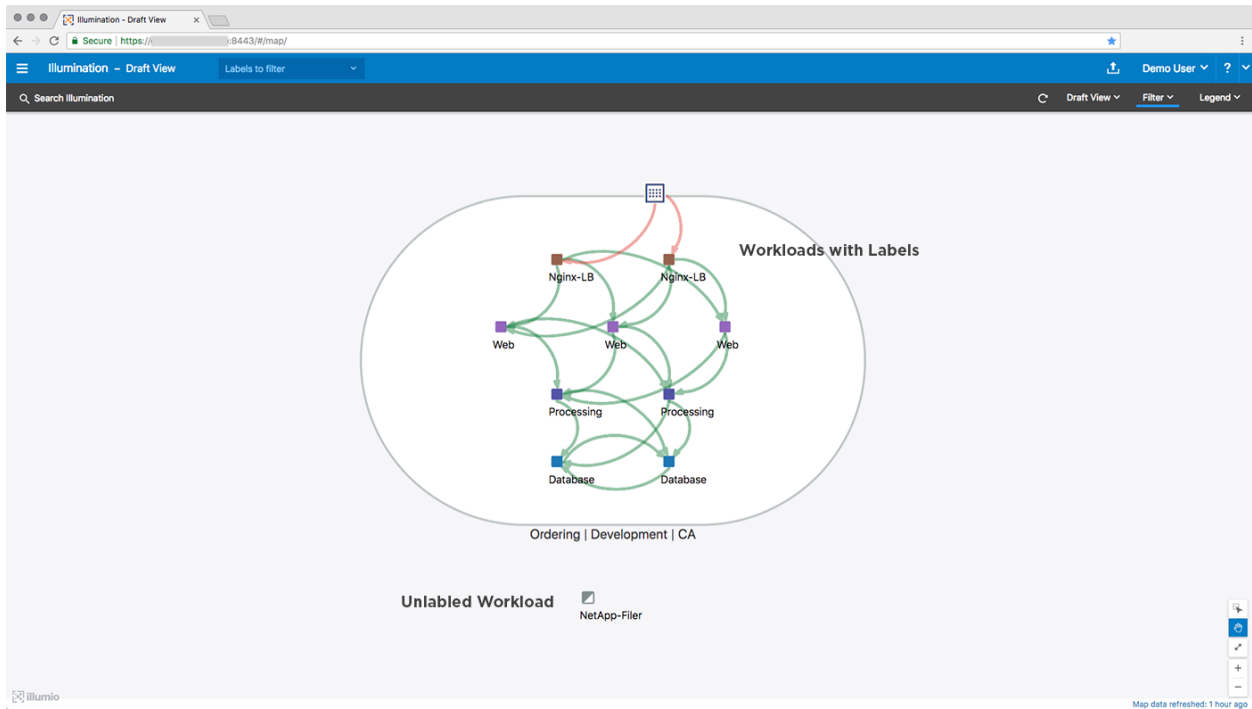 Illumination - Draft View
Secure | https:// :8443/#/map/
Illumination – Draft View
Labels to filter
Demo User
?
Search Illumination
Draft View
Filter
Legend
Workloads with Labels
Nginx-LB
Nginx-LB
Web
Web
Web
Processing
Processing
Database
Database
Ordering | Development | CA
Unlabled Workload
NetApp-Filer
illumio
Map data refreshed: 1 hour ago